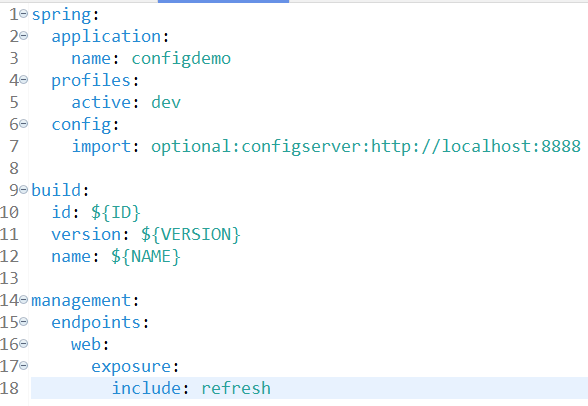 1 spring:
2   application:
3     name: configdemo
4   profiles:
5     active: dev
6   config:
7     import: optional:configserver:http://localhost:8888
8
9 build:
10   id: ${ID}
11   version: ${VERSION}
12   name: ${NAME}
13
14 management:
15   endpoints:
16     web:
17       exposure:
18         include: refresh